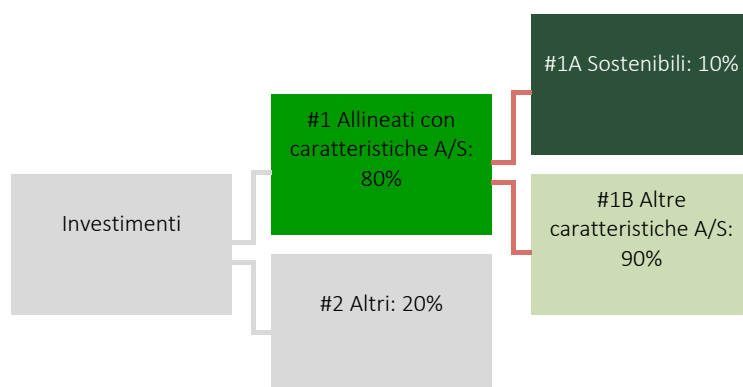 Investimenti
#1 Allineati con
caratteristiche A/S:
80%
#2 Altri: 20%
#1A Sostenibili: 10%
#1B Altre
caratteristiche A/S:
90%